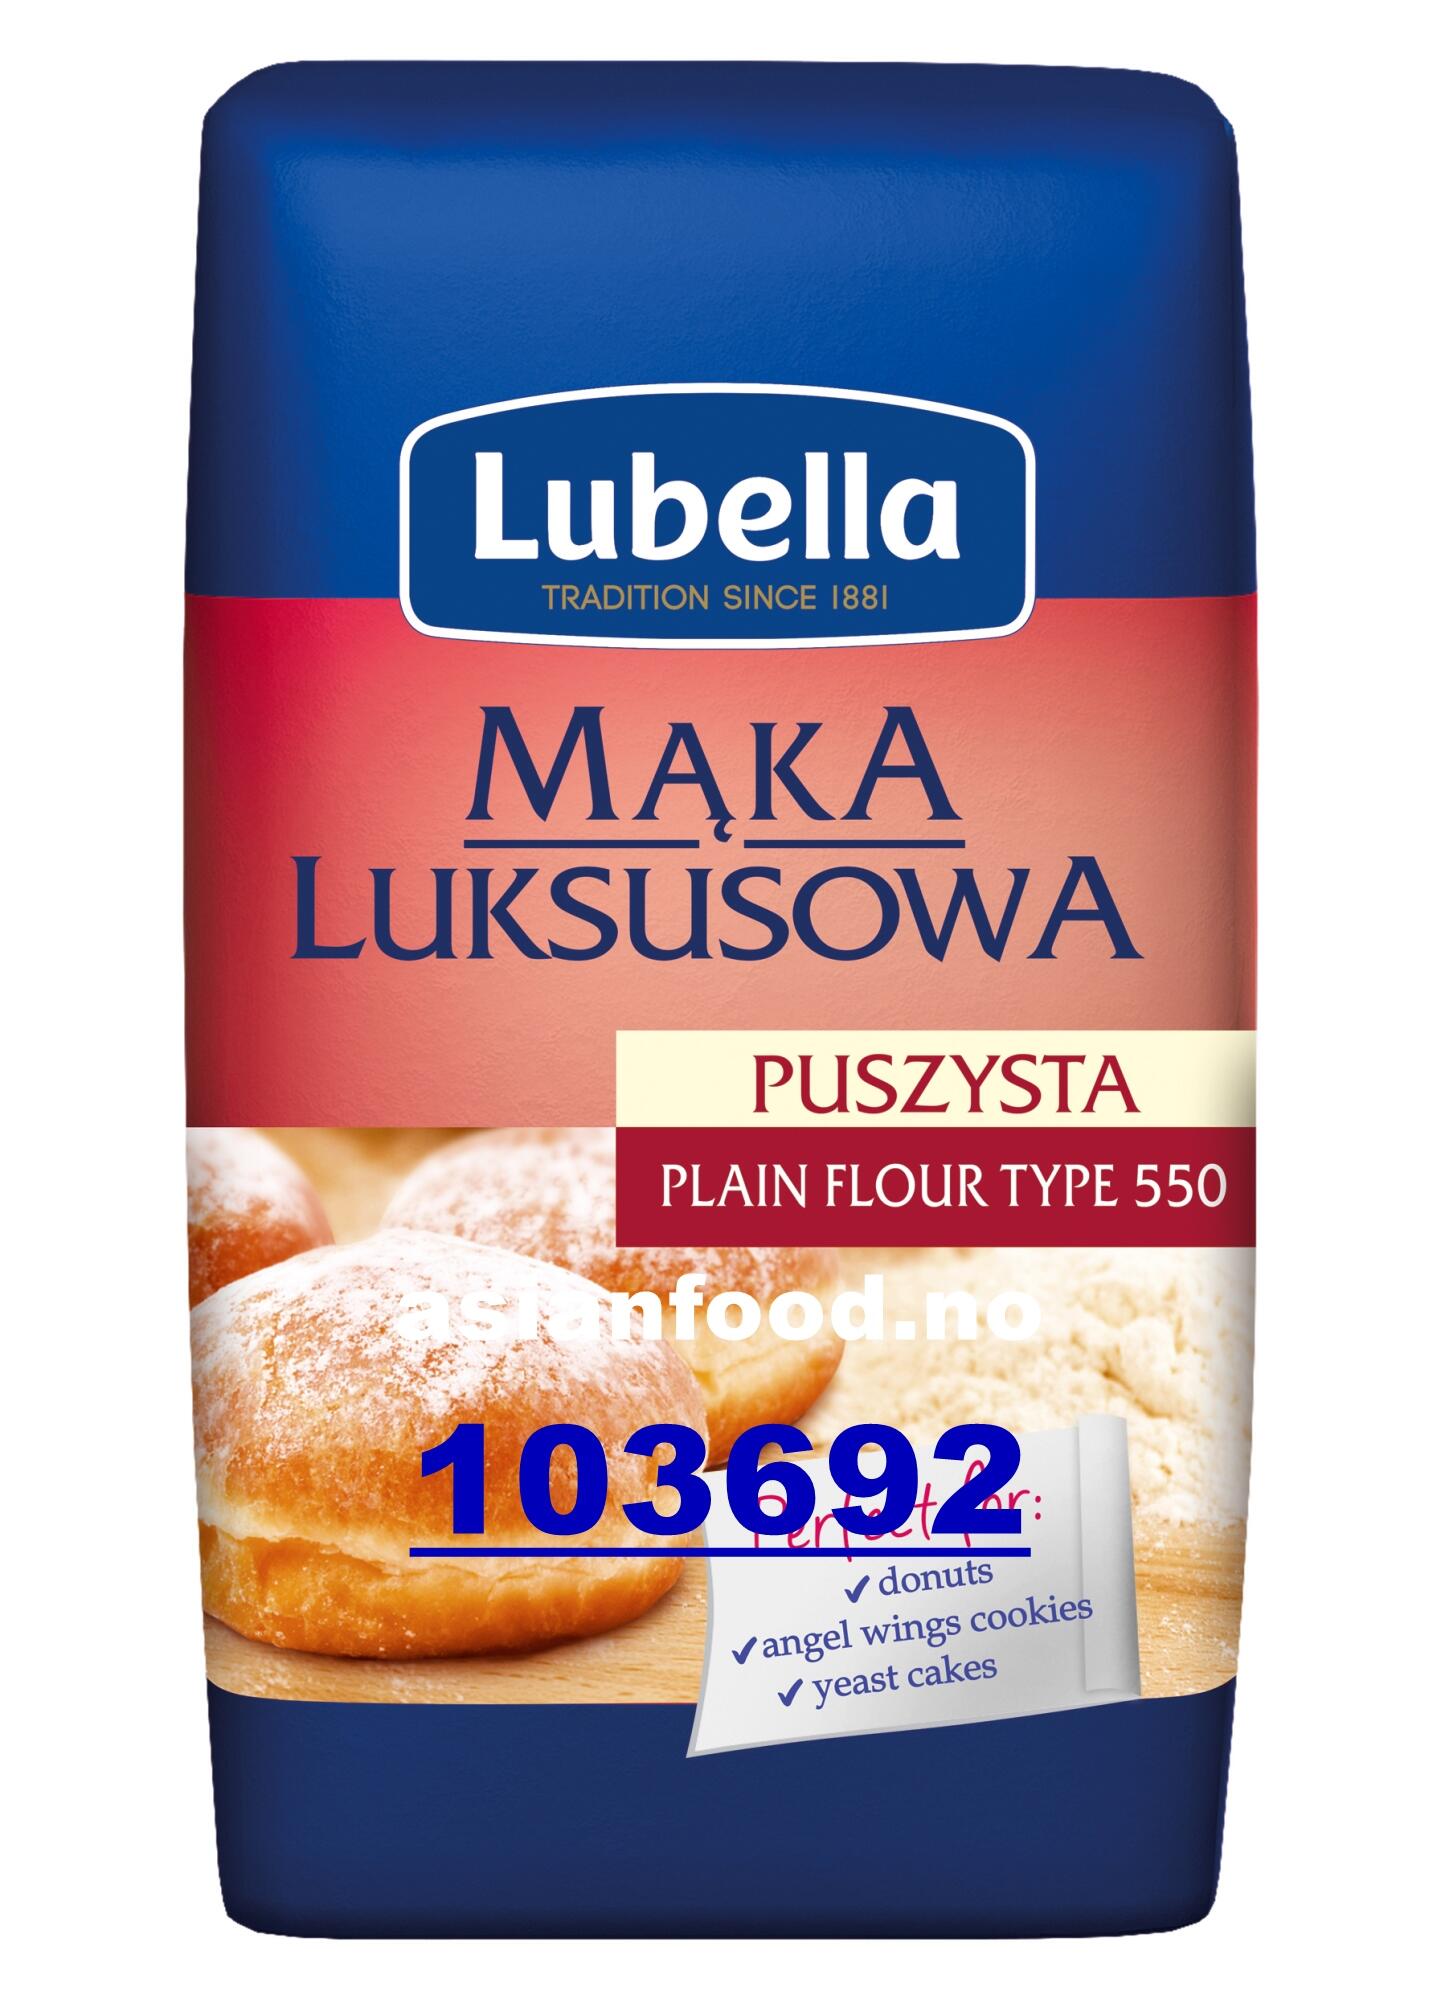 Lubella
TRADITION SINCE 1881
MĄKA
LUKSUSOWA
PUSZYSTA
PLAIN FLOUR TYPE 550
asianfood.no
103692
Perfect for:
✓ donuts
✓ angel wings cookies
✓ yeast cakes